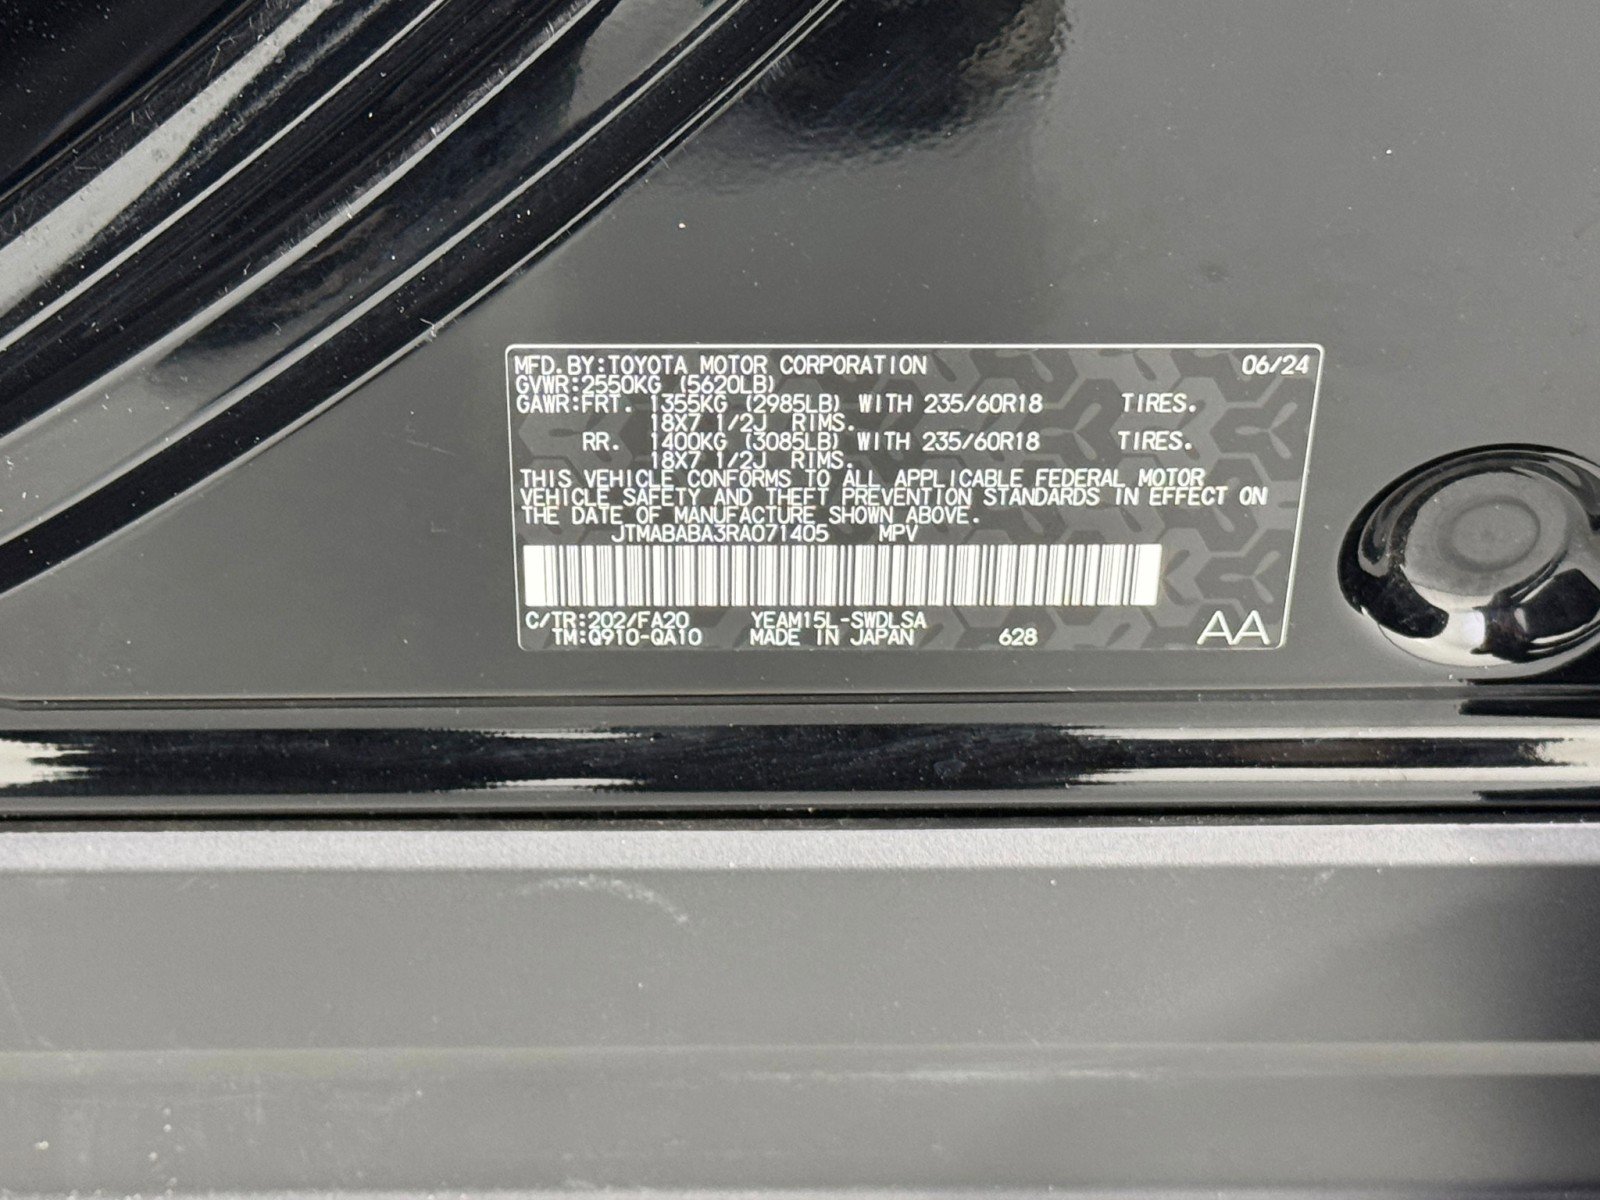 MFD.BY:TOYOTA MOTOR CORPORATION 06/24
GVWR:2550KG (5620LB)
GAWR:FRT. 1355KG (2985LB) WITH 235/60R18 TIRES.
18X7 1/2J RIMS.
RR. 1400KG (3085LB) WITH 235/60R18 TIRES.
18X7 1/2J RIMS.
THIS VEHICLE CONFORMS TO ALL APPLICABLE FEDERAL MOTOR
VEHICLE SAFETY AND THEFT PREVENTION STANDARDS IN EFFECT ON
THE DATE OF MANUFACTURE SHOWN ABOVE.
JTMABABA3RA071405 MPV
C/TR:202/FA20 YEAM15L-SWDLSA
TM:Q910-QA10 MADE IN JAPAN 628 AA